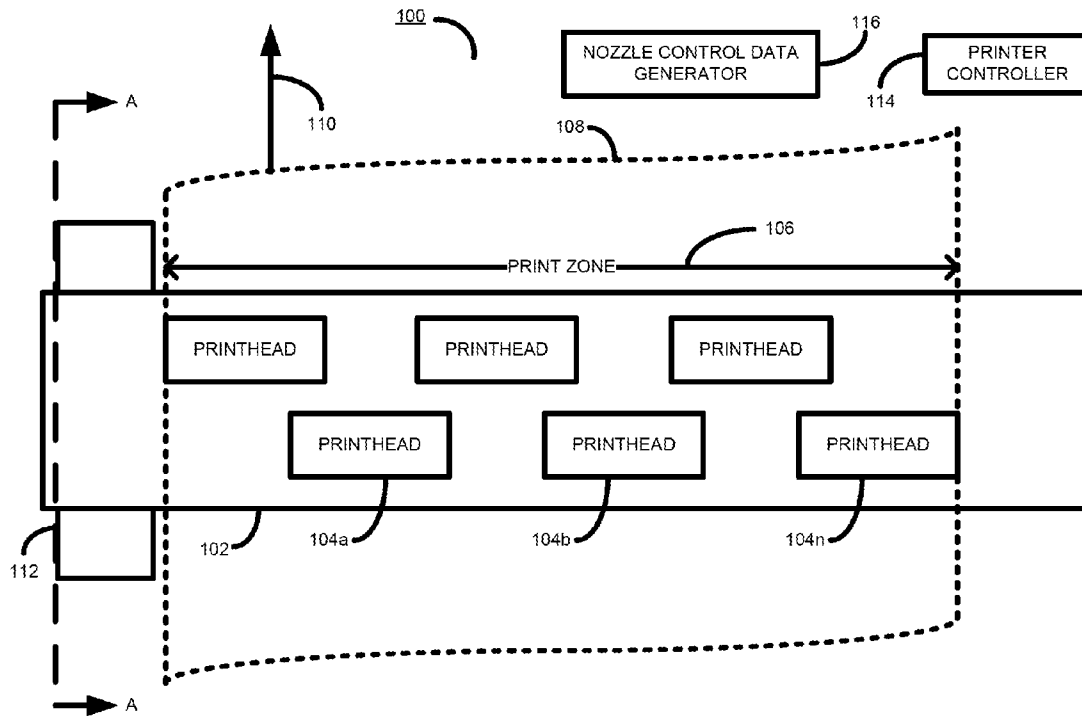 100
NOZZLE CONTROL DATA
GENERATOR
116
PRINTER
CONTROLLER
114
A
110
108
106
PRINT ZONE
PRINTHEAD
PRINTHEAD
PRINTHEAD
PRINTHEAD
PRINTHEAD
PRINTHEAD
112
102
104a
104b
104n
A